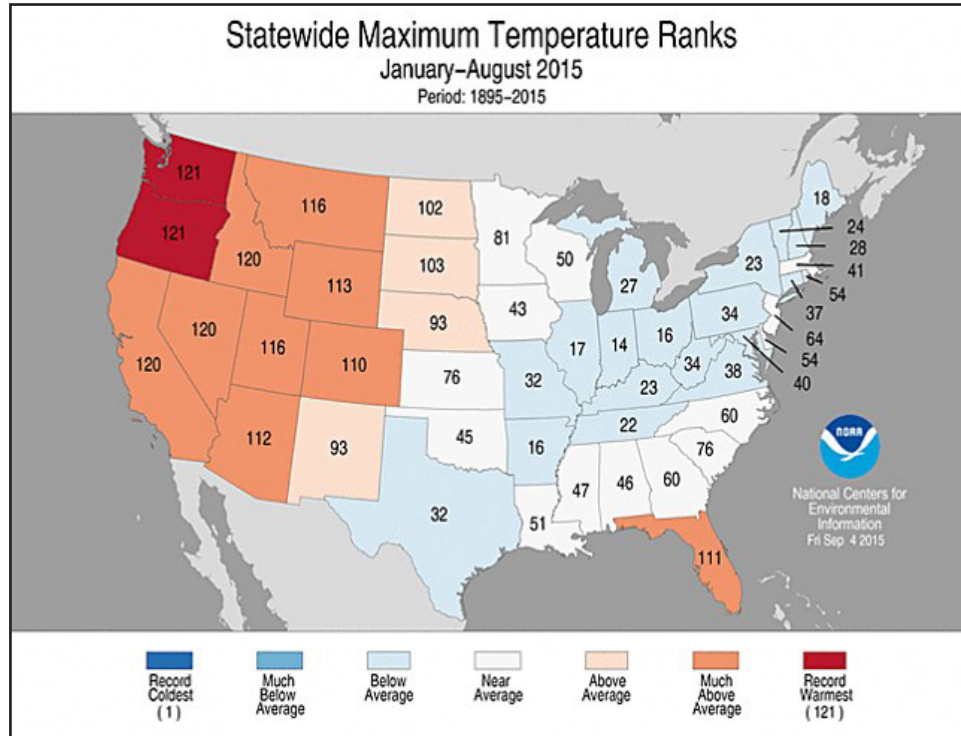 Statewide Maximum Temperature Ranks
January–August 2015
Period: 1895–2015
121
116
102
81
18
121
120
113
103
50
27
23
24
28
41
54
37
64
54
40
120
120
116
110
93
43
17
14
16
34
76
32
23
34
38
112
93
45
16
22
60
76
32
51
47
46
60
111
NOAA
National Centers for
Environmental
Information
Fri Sep 4 2015
Record
Coldest
(1)
Much
Below
Average
Below
Average
Near
Average
Above
Average
Much
Above
Average
Record
Warmest
(121)